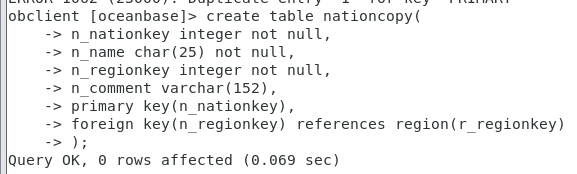 ERROR 1062 (23000): Duplicate entry '1' for key 'PRIMARY'
obclient [oceanbase]> create table nationcopy(
-> n_nationkey integer not null,
-> n_name char(25) not null,
-> n_regionkey integer not null,
-> n_comment varchar(152),
-> primary key(n_nationkey),
-> foreign key(n_regionkey) references region(r_regionkey)
-> );
Query OK, 0 rows affected (0.069 sec)